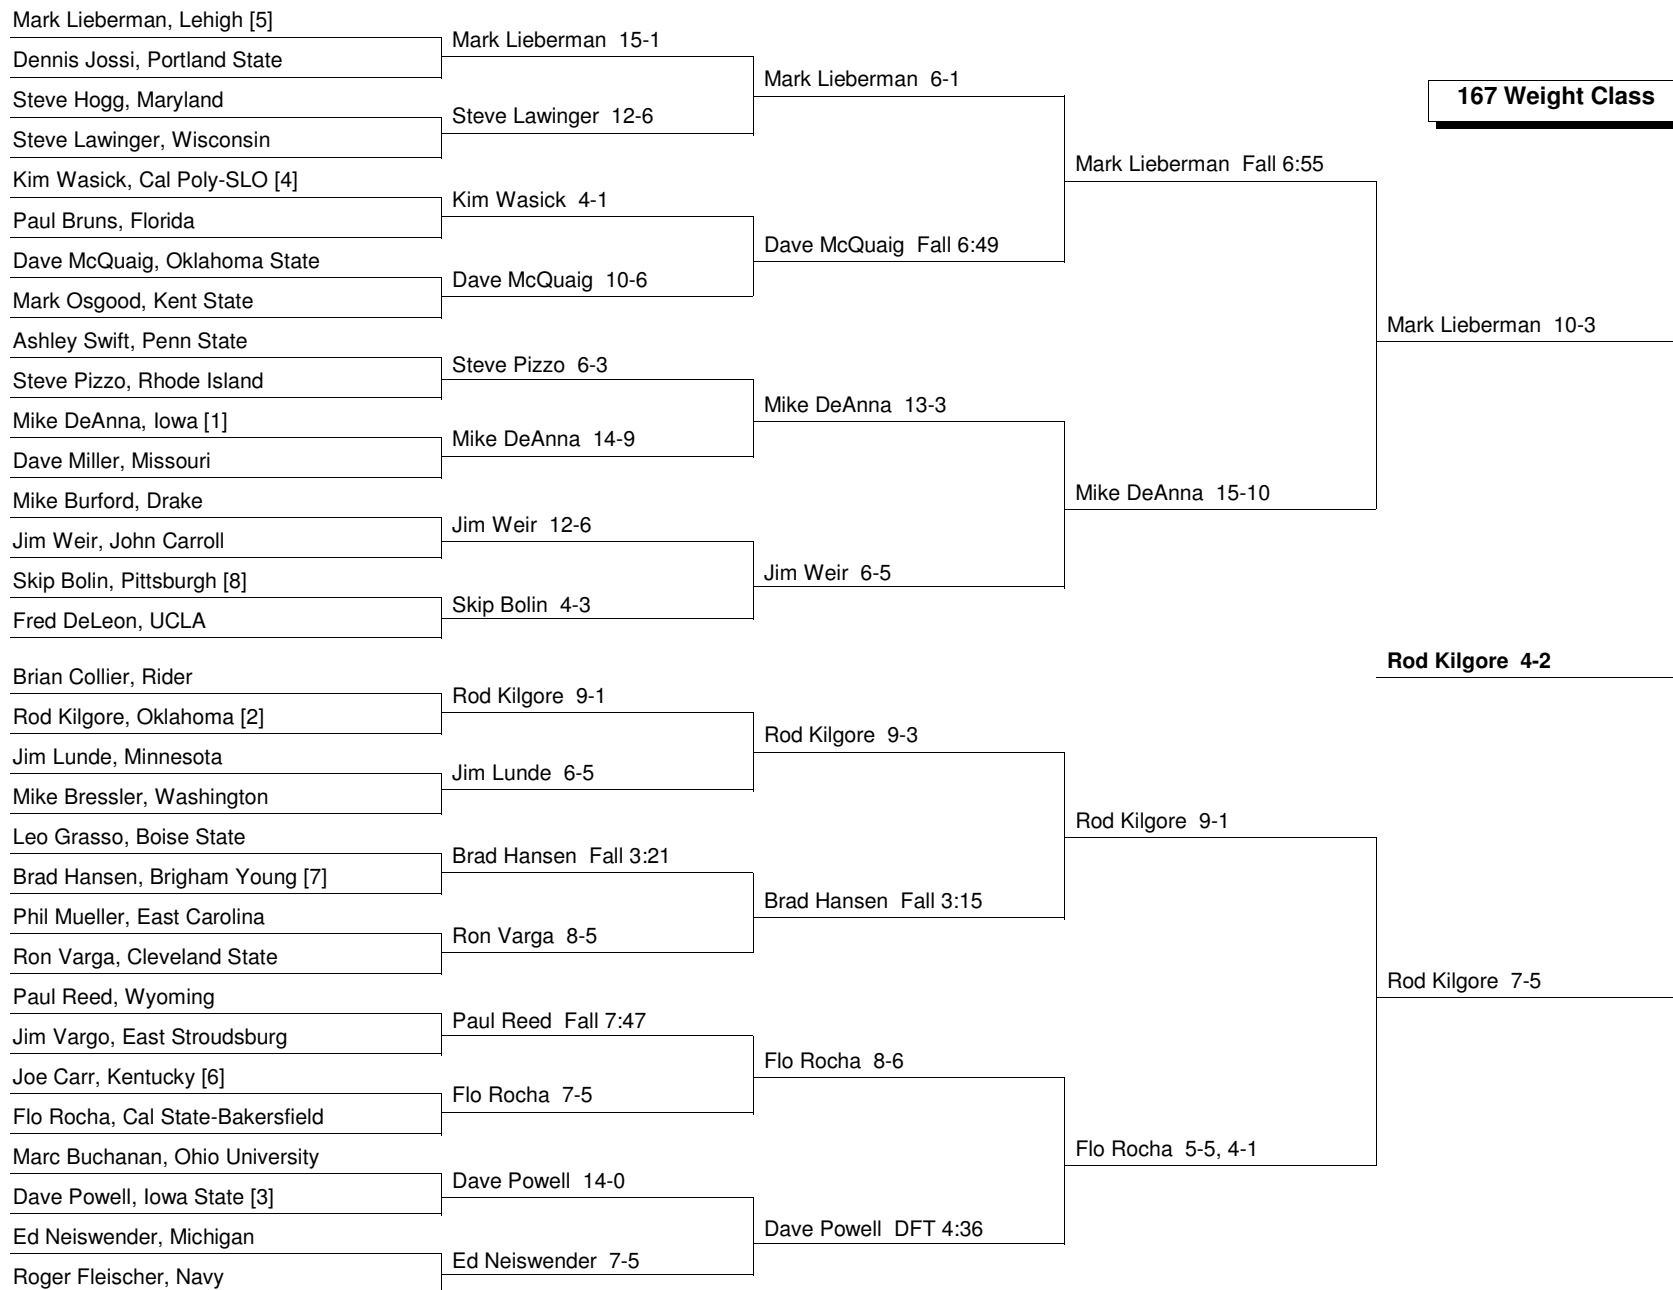 Mark Lieberman, Lehigh [5]
Dennis Jossi, Portland State
Steve Hogg, Maryland
Steve Lawinger, Wisconsin
Kim Wasick, Cal Poly-SLO [4]
Paul Bruns, Florida
Dave McQuaig, Oklahoma State
Mark Osgood, Kent State
Ashley Swift, Penn State
Steve Pizzo, Rhode Island
Mike DeAnna, Iowa [1]
Dave Miller, Missouri
Mike Burford, Drake
Jim Weir, John Carroll
Skip Bolin, Pittsburgh [8]
Fred DeLeon, UCLA
Brian Collier, Rider
Rod Kilgore, Oklahoma [2]
Jim Lunde, Minnesota
Mike Bressler, Washington
Leo Grasso, Boise State
Brad Hansen, Brigham Young [7]
Phil Mueller, East Carolina
Ron Varga, Cleveland State
Paul Reed, Wyoming
Jim Vargo, East Stroudsburg
Joe Carr, Kentucky [6]
Flo Rocha, Cal State-Bakersfield
Marc Buchanan, Ohio University
Dave Powell, Iowa State [3]
Ed Neiswender, Michigan
Roger Fleischer, Navy
Mark Lieberman 15-1
Steve Lawinger 12-6
Kim Wasick 4-1
Dave McQuaig 10-6
Steve Pizzo 6-3
Mike DeAnna 14-9
Jim Weir 12-6
Skip Bolin 4-3
Rod Kilgore 9-1
Jim Lunde 6-5
Brad Hansen Fall 3:21
Ron Varga 8-5
Paul Reed Fall 7:47
Flo Rocha 7-5
Dave Powell 14-0
Ed Neiswender 7-5
Mark Lieberman 6-1
Dave McQuaig Fall 6:49
Mike DeAnna 13-3
Jim Weir 6-5
Rod Kilgore 9-3
Brad Hansen Fall 3:15
Flo Rocha 8-6
Dave Powell DFT 4:36
Mark Lieberman Fall 6:55
Mike DeAnna 15-10
Rod Kilgore 9-1
Flo Rocha 5-5, 4-1
167 Weight Class
Mark Lieberman 10-3
Rod Kilgore 4-2
Rod Kilgore 7-5